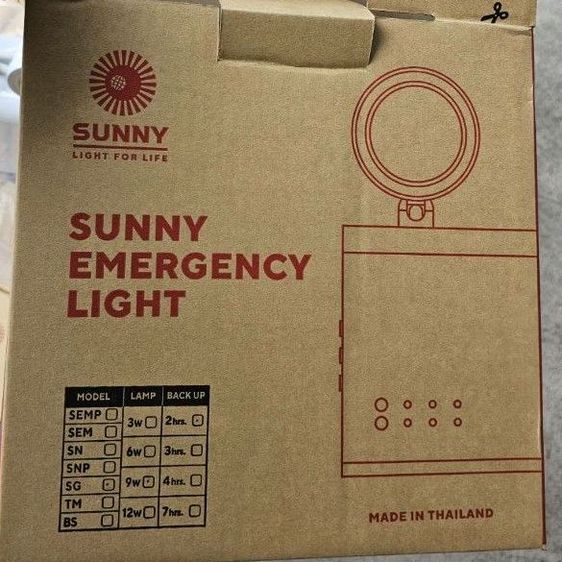 SUNNY
LIGHT FOR LIFE
SUNNY
EMERGENCY
LIGHT
MODEL LAMP BACK UP
SEMP 3w 2hrs.
SEM
SN 6w 3hrs.
SNP
SG 9w 4hrs.
TM
BS 12w 7hrs.
MADE IN THAILAND